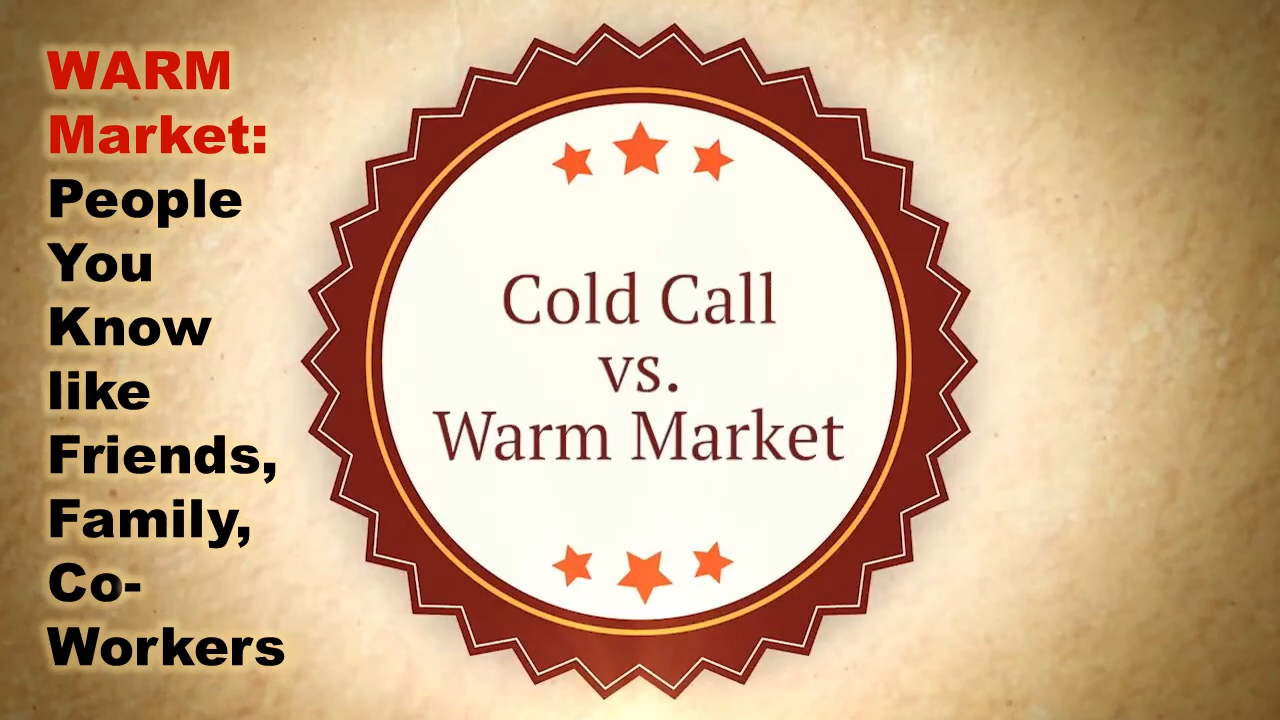 WARM
Market:
People
You
Know
like
Friends,
Family,
Co-
Workers
Cold Call
vs.
Warm Market